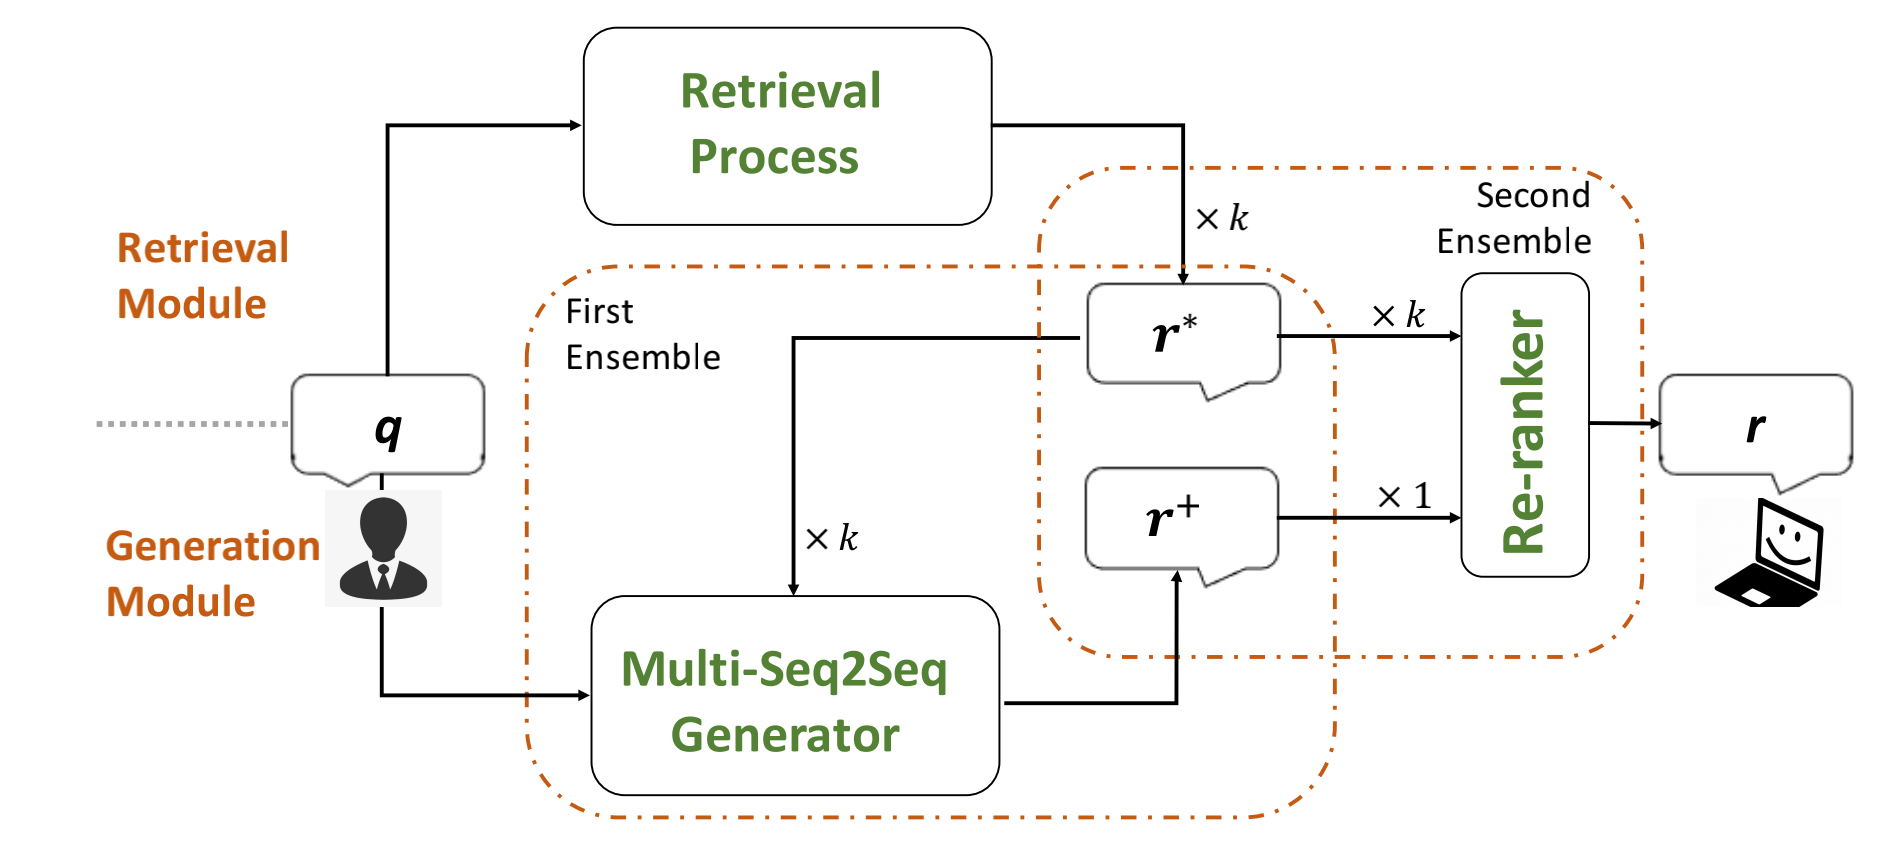 Retrieval
Process
× k
Second
Ensemble
Retrieval
Module
First
Ensemble
r*
× k
Re-ranker
q
r
r+
× 1
× k
Generation
Module
Multi-Seq2Seq
Generator